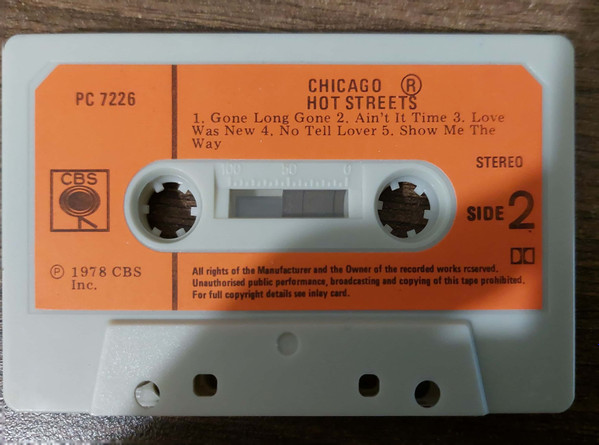 PC 7226
CHICAGO ®
HOT STREETS
1. Gone Long Gone 2. Ain't It Time 3. Love
Was New 4. No Tell Lover 5. Show Me The
Way
STEREO
CBS
100 50 0
SIDE 2
℗ 1978 CBS
Inc.
All rights of the Manufacturer and the Owner of the recorded works reserved.
Unauthorised public performance, broadcasting and copying of this tape prohibited.
For full copyright details see inlay card.